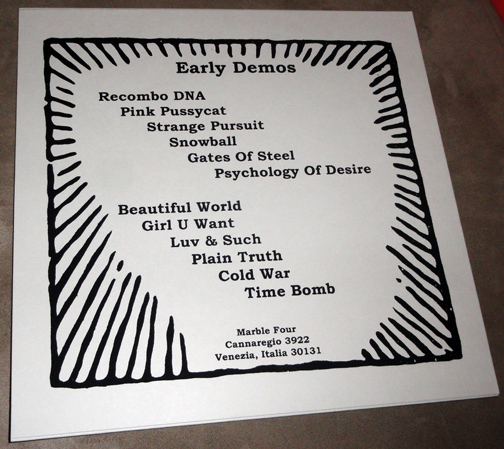 Early Demos
Recombo DNA
Pink Pussycat
Strange Pursuit
Snowball
Gates Of Steel
Psychology Of Desire
Beautiful World
Girl U Want
Luv & Such
Plain Truth
Cold War
Time Bomb
Marble Four
Cannaregio 3922
Venezia, Italia 30131